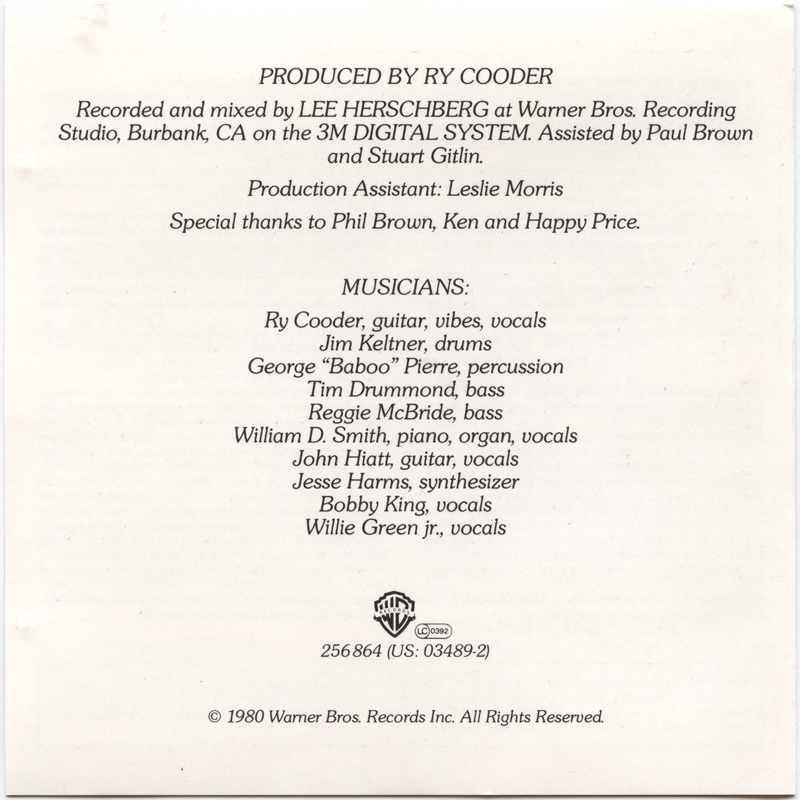 PRODUCED BY RY COODER
Recorded and mixed by LEE HERSCHBERG at Warner Bros. Recording
Studio, Burbank, CA on the 3M DIGITAL SYSTEM. Assisted by Paul Brown
and Stuart Gitlin.
Production Assistant: Leslie Morris
Special thanks to Phil Brown, Ken and Happy Price.
MUSICIANS:
Ry Cooder, guitar, vibes, vocals
Jim Keltner, drums
George “Baboo” Pierre, percussion
Tim Drummond, bass
Reggie McBride, bass
William D. Smith, piano, organ, vocals
John Hiatt, guitar, vocals
Jesse Harms, synthesizer
Bobby King, vocals
Willie Green jr., vocals
WB
RECORDS
LC 0392
256 864 (US: 03489-2)
© 1980 Warner Bros. Records Inc. All Rights Reserved.